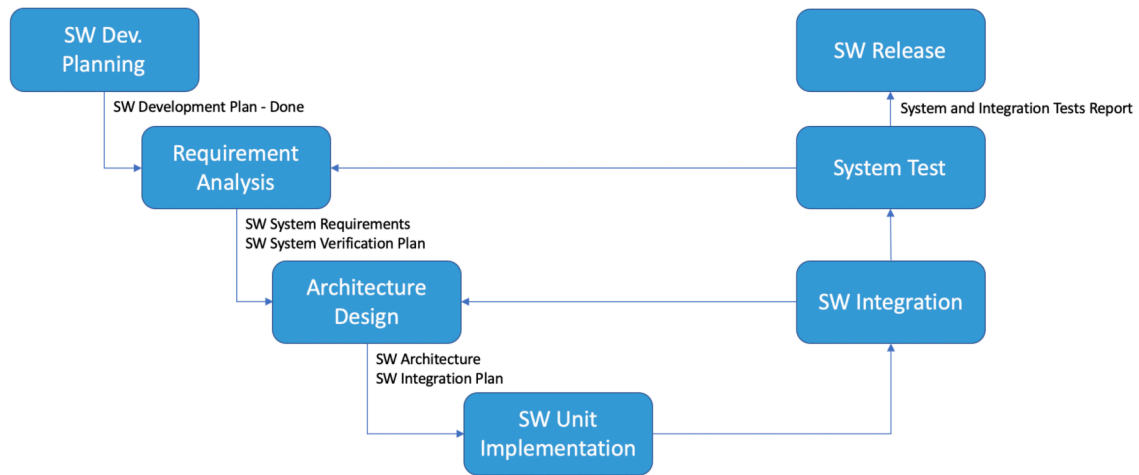 SW Dev.
Planning
SW Release
SW Development Plan - Done
System and Integration Tests Report
Requirement
Analysis
System Test
SW System Requirements
SW System Verification Plan
Architecture
Design
SW Integration
SW Architecture
SW Integration Plan
SW Unit
Implementation